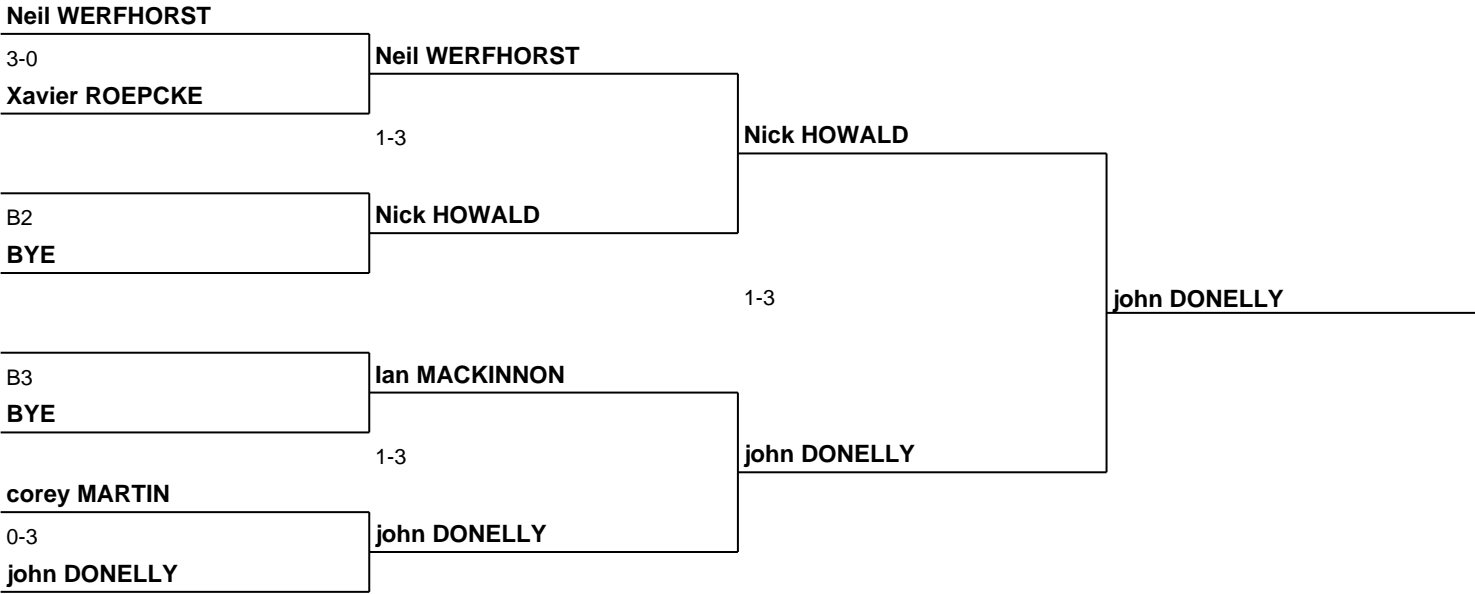 Neil WERFHORST
3-0
Neil WERFHORST
Xavier ROEPCKE
1-3
Nick HOWALD
B2
Nick HOWALD
BYE
1-3
john DONELLY
B3
Ian MACKINNON
BYE
1-3
john DONELLY
corey MARTIN
0-3
john DONELLY
john DONELLY